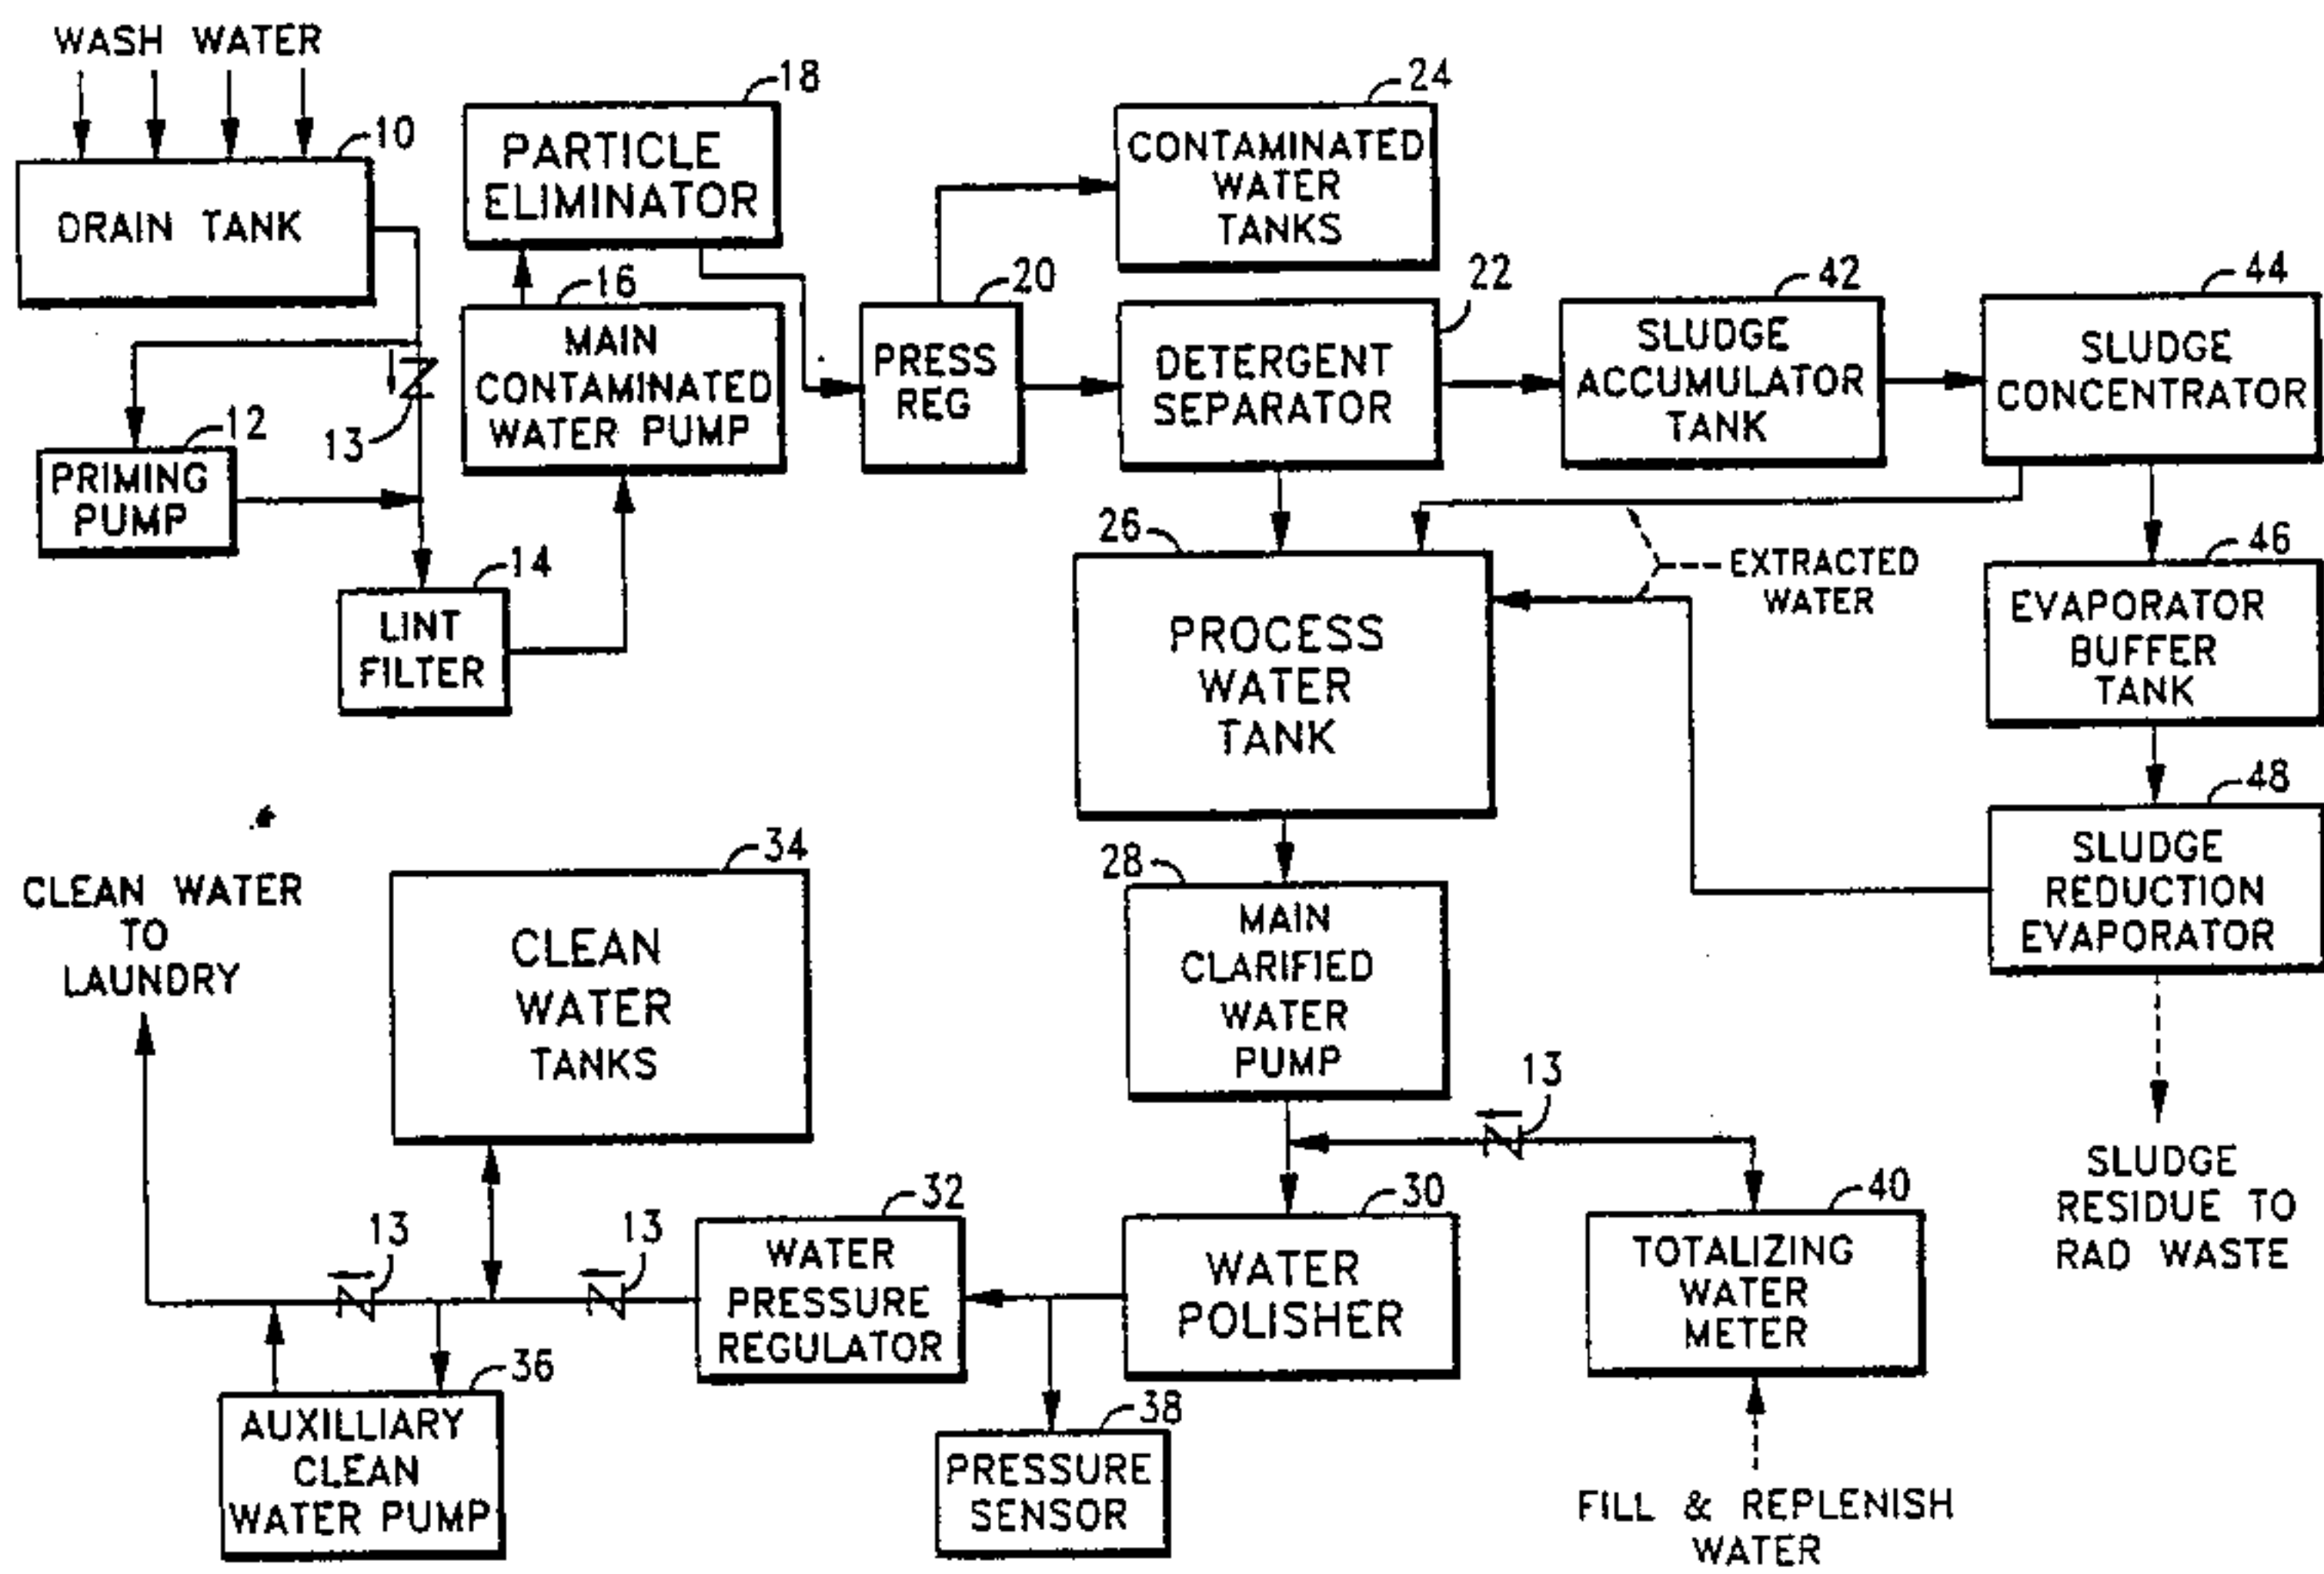 WASH WATER
10
DRAIN TANK
18
PARTICLE
ELIMINATOR
24
CONTAMINATED
WATER
TANKS
16
MAIN
CONTAMINATED
WATER PUMP
20
PRESS
REG
22
DETERGENT
SEPARATOR
42
SLUDGE
ACCUMULATOR
TANK
44
SLUDGE
CONCENTRATOR
13
12
PRIMING
PUMP
14
LINT
FILTER
26
PROCESS
WATER
TANK
EXTRACTED
WATER
46
EVAPORATOR
BUFFER
TANK
48
SLUDGE
REDUCTION
EVAPORATOR
SLUDGE
RESIDUE TO
RAD WASTE
28
MAIN
CLARIFIED
WATER
PUMP
13
34
CLEAN
WATER
TANKS
CLEAN WATER
TO
LAUNDRY
13
13
32
WATER
PRESSURE
REGULATOR
30
WATER
POLISHER
40
TOTALIZING
WATER
METER
36
AUXILLIARY
CLEAN
WATER PUMP
38
PRESSURE
SENSOR
FILL & REPLENISH
WATER